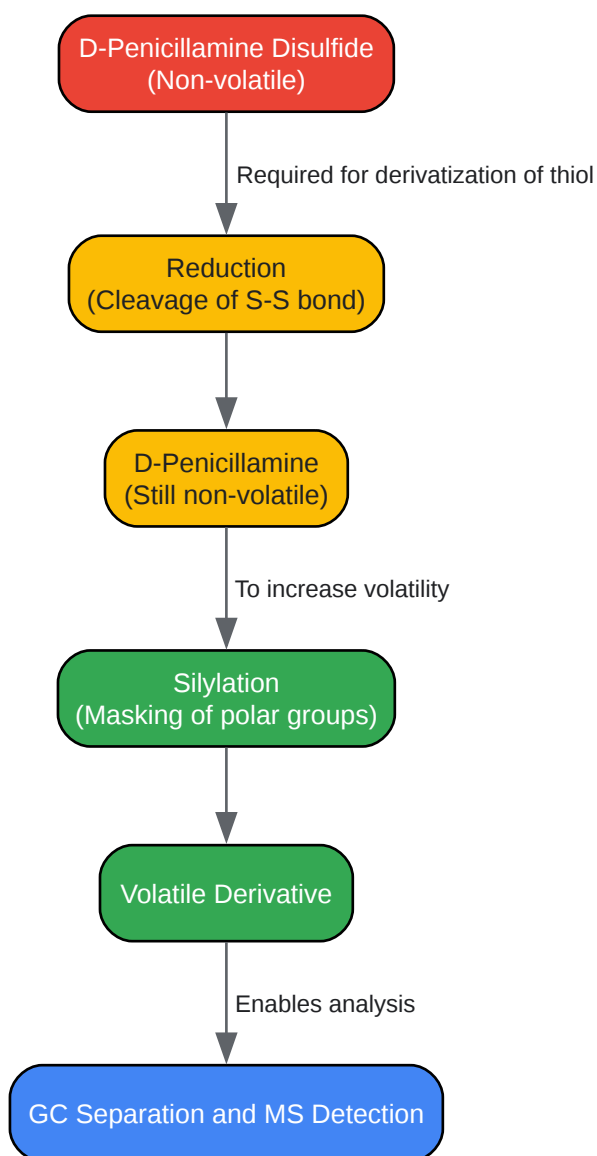 D-Penicillamine Disulfide
(Non-volatile)
Required for derivatization of thiol
Reduction
(Cleavage of S-S bond)
D-Penicillamine
(Still non-volatile)
To increase volatility
Silylation
(Masking of polar groups)
Volatile Derivative
Enables analysis
GC Separation and MS Detection